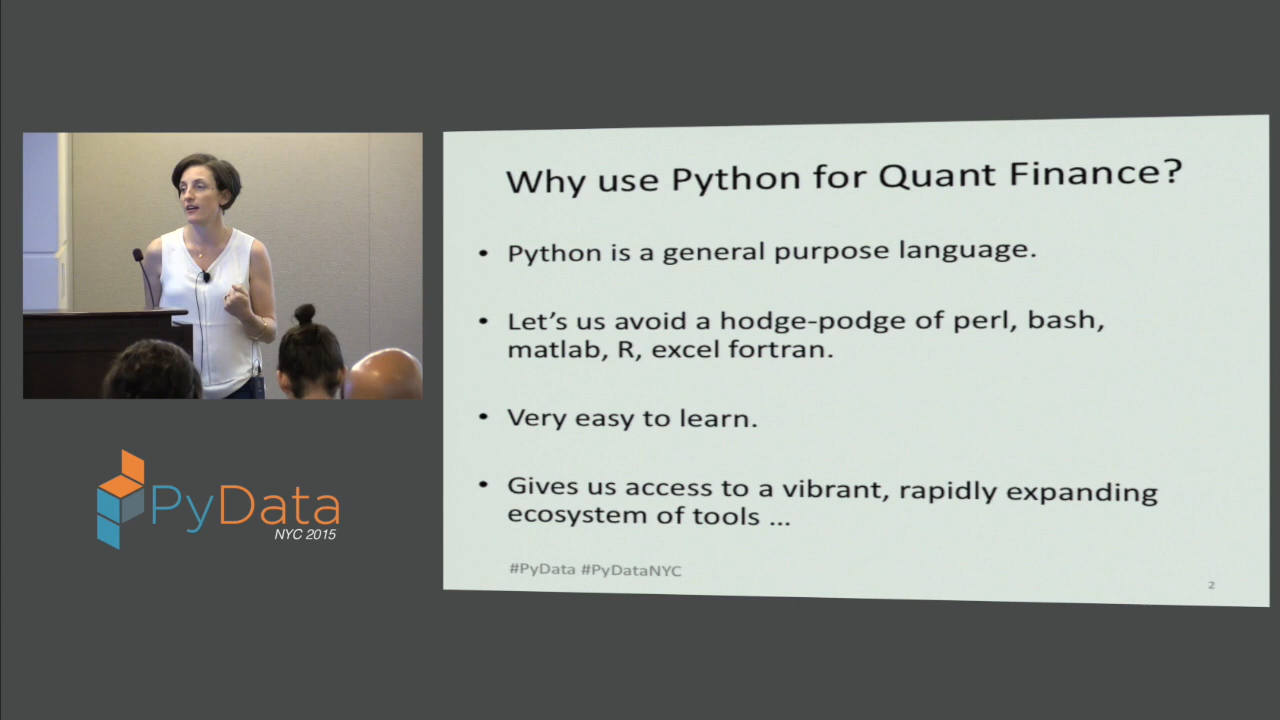 Why use Python for Quant Finance?
• Python is a general purpose language.
• Let's us avoid a hodge-podge of perl, bash,
matlab, R, excel fortran.
• Very easy to learn.
• Gives us access to a vibrant, rapidly expanding
ecosystem of tools ...
#PyData #PyDataNYC
2
PyData
NYC 2015